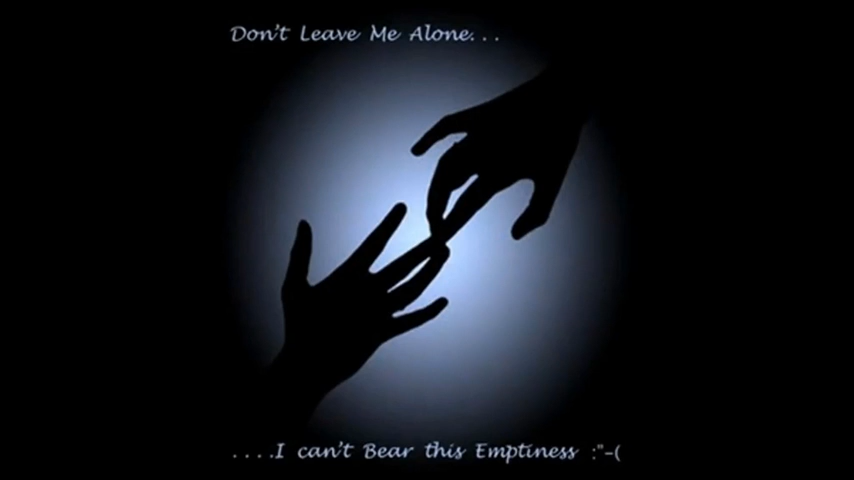 Don't Leave Me Alone. . .
. . . .I can't Bear this Emptiness :"-(